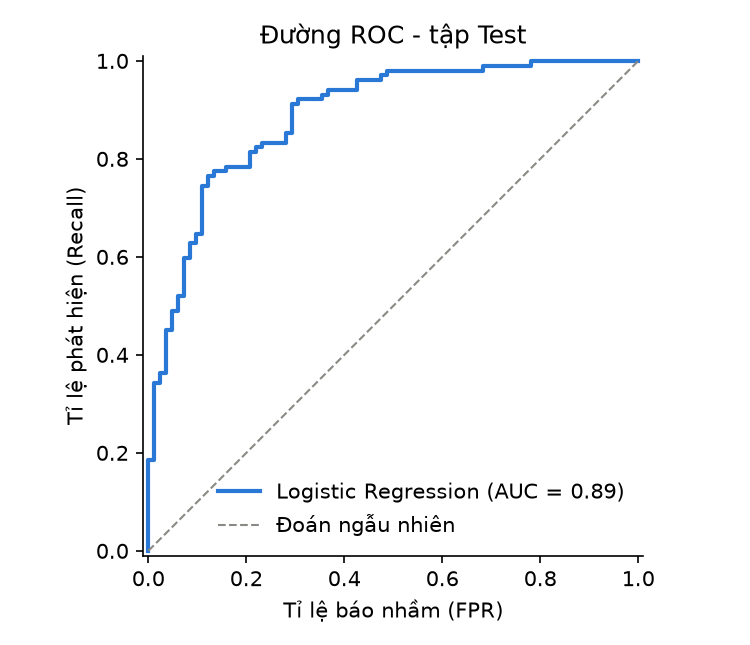 Đường ROC - tập Test
1.0
0.8
0.6
0.4
0.2
0.0
Tỉ lệ phát hiện (Recall)
Logistic Regression (AUC = 0.89)
Đoán ngẫu nhiên
0.0 0.2 0.4 0.6 0.8 1.0
Tỉ lệ báo nhầm (FPR)